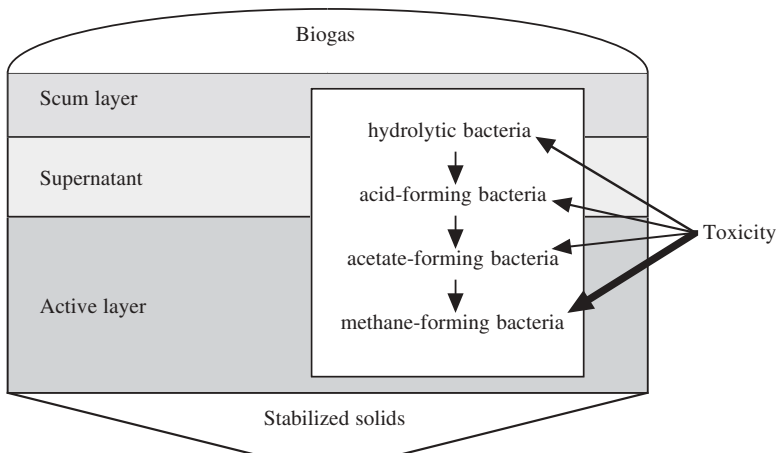 Biogas
Scum layer
hydrolytic bacteria
Supernatant
acid-forming bacteria
Toxicity
acetate-forming bacteria
Active layer
methane-forming bacteria
Stabilized solids